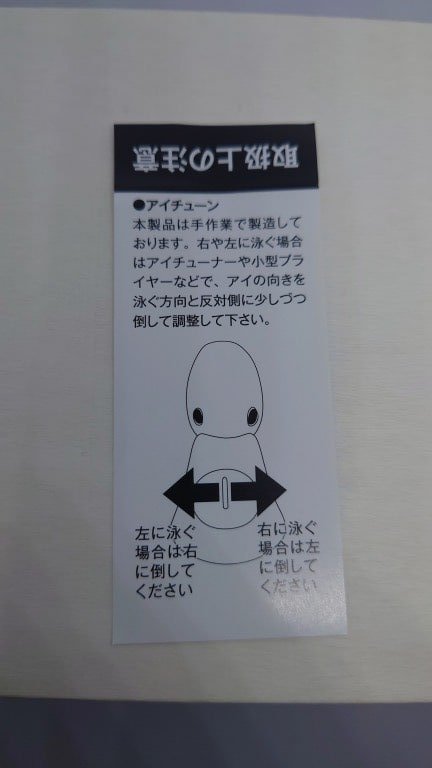 取扱上の注意
●アイチューン
本製品は手作業で製造して
おります。右や左に泳ぐ場合
はアイチューナーや小型プラ
イヤーなどで、アイの向きを
泳ぐ方向と反対側に少しづつ
倒して調整して下さい。
左に泳ぐ
場合は右
に倒して
ください
右に泳ぐ
場合は左
に倒して
ください